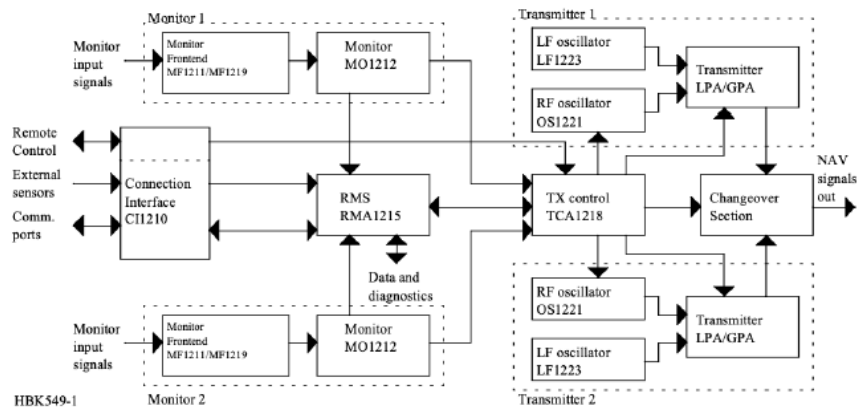 Monitor 1
Monitor
input
signals
Monitor
Frontend
MF1211/MF1219
Monitor
MO1212
Transmitter 1
LF oscillator
LF1223
RF oscillator
OS1221
Transmitter
LPA/GPA
Remote
Control
External
sensors
Comm.
ports
Connection
Interface
CI1210
RMS
RMA1215
Data and
diagnostics
TX control
TCA1218
Changeover
Section
NAV
signals
out
Monitor
input
signals
Monitor
Frontend
MF1211/MF1219
Monitor
MO1212
Monitor 2
RF oscillator
OS1221
LF oscillator
LF1223
Transmitter
LPA/GPA
Transmitter 2
HBK549-1